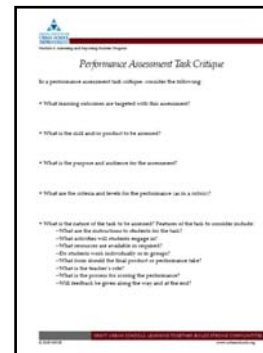 Performance Assessment Task Critique
In a performance assessment task critique, consider the following:
• What learning outcomes are targeted with this assessment?
• What is the skill and/or product to be assessed?
• What is the purpose and audience for the assessment?
• What are the criteria and levels for the performance (as in a rubric)?
• What is the nature of the task to be assessed? Features of the task to consider include:
–What are the instructions to students for the task?
–What activities will students engage in?
–What resources are available or required?
–Do students work individually or in groups?
–What form should the final product or performance take?
–What is the teacher's role?
–What is the process for scoring the performance?
–Will feedback be given along the way and at the end?